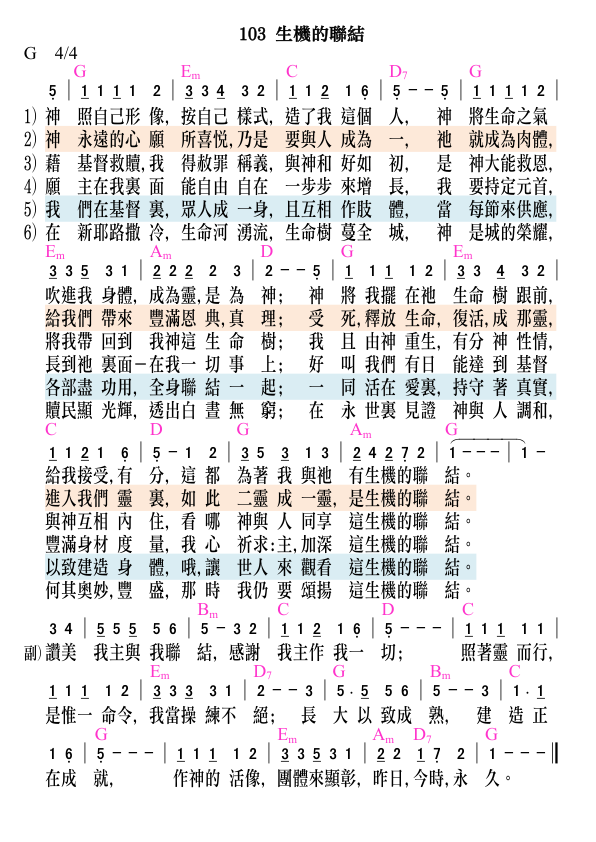 103 生機的聯結
G 4/4
G Em C D7 G
5̣ | 1 1 1 1 2 | 3 3 4 3 2 | 1 1 2 1 6̣ | 5̣ - - 5̣ | 1 1 1 1 2 |
1) 神 照自己形 像, 按自己 樣式, 造了我 這個 人, 神 將生命之氣
2) 神 永遠的心 願 所喜悅,乃是 要與人 成為 一, 祂 就成為肉體,
3) 藉 基督救贖,我 得赦罪 稱義, 與神和 好如 初, 是 神大能救恩,
4) 願 主在我裏 面 能自由 自在 一步步 來增 長, 我 要持定元首,
5) 我 們在基督 裏, 眾人成 一身, 且互相 作肢 體, 當 每節來供應,
6) 在 新耶路撒 冷, 生命河 湧流, 生命樹 蔓全 城, 神 是城的榮耀,
Em Am D G Em
3 3 5 3 1 | 2 2 2 2 3 | 2 - - 5̣ | 1 1 1 1 2 | 3 3 4 3 2 |
吹進我 身體, 成為靈,是 為 神; 神 將 我擺 在祂 生命 樹 跟前,
給我們 帶來 豐滿恩 典,真 理; 受 死,釋放 生命, 復活,成 那靈,
將我帶 回到 我神這 生命 樹; 我 且 由神 重生, 有分 神 性情,
長到祂 裏面－在我一 切事 上; 好 叫 我們 有日 能達 到 基督
各部盡 功用, 全身聯 結一 起; 一 同 活在 愛裏, 持守 著 真實,
贖民顯 光輝, 透出白 晝無 窮; 在 永 世裏 見證 神與 人 調和,
C D G Am G
1 1 2 1 6̣ | 5̣ - 1 2 | 3 5 3 1 3 | 2 4 2 7̣ 2 | 1 - - - | 1 -
給我 接受,有 分, 這 都 為著 我 與祂 有生機的聯 結。
進入我們 靈 裏, 如 此 二靈 成 一靈, 是生機的聯 結。
與神互相 內 住, 看 哪 神與 人 同享 這生機的聯 結。
豐滿身材 度 量, 我 心 祈求:主,加深 這生機的聯 結。
以致建造 身 體, 哦,讓 世人 來 觀看 這生機的聯 結。
何其奧妙,豐 盛, 那 時 我仍 要 頌揚 這生機的聯 結。
Bm C D C
3 4 | 5 5 5 5 6 | 5 - 3 2 | 1 1 2 1 6̣ | 5̣ - - - | 1 1 1 1 1 |
副) 讚美 我主與 我聯 結, 感謝 我主作 我一 切; 照著靈 而行,
Em D7 G Bm C
1 1 1 1 2 | 3 3 3 3 1 | 2 - - 3 | 5 · 5 5 6 | 5 - - 3 | 1 · 1
是惟一 命令, 我當操 練不 絕; 長 大 以 致成 熟, 建 造 正
G Em Am D7 G
1 6̣ | 5̣ - - - | 1 1 1 1 2 | 3 3 5 3 1 | 2 2 1 7̣ 2 | 1 - - - ‖
在成 就, 作神的 活像, 團體來顯彰, 昨日,今時,永 久。